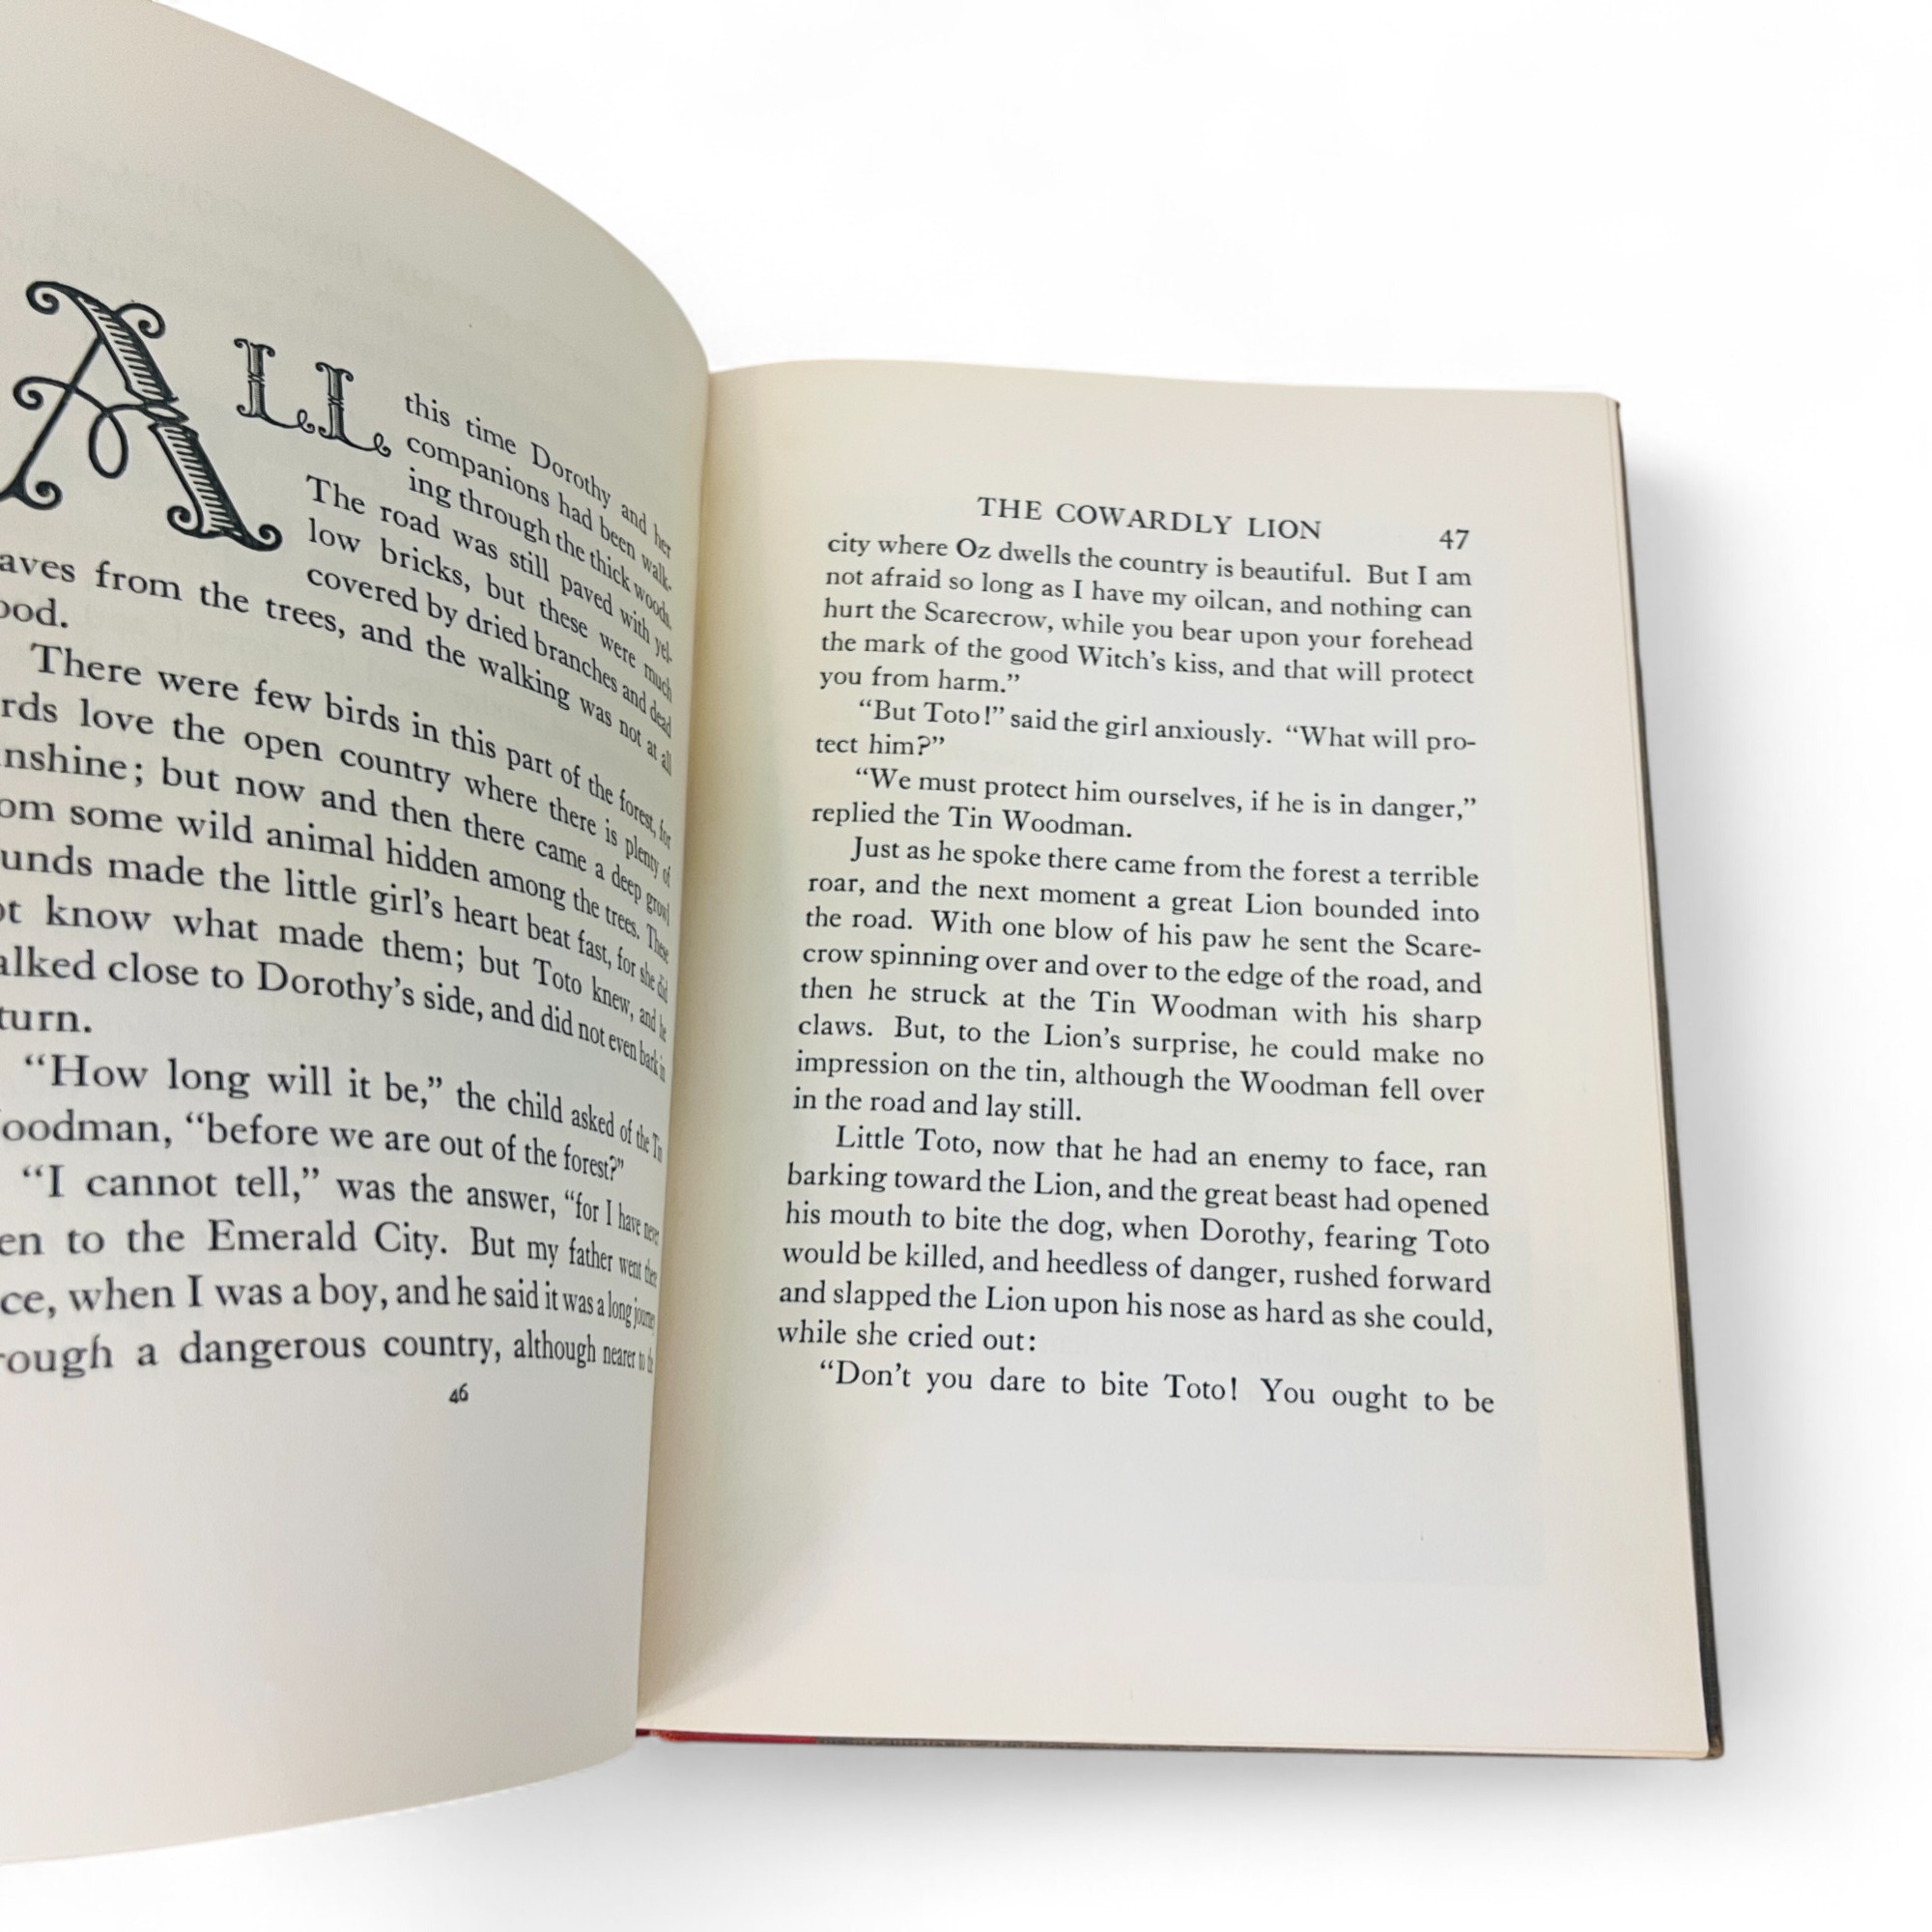 ALL this time Dorothy and her
companions had been walk-
ing through the thick woods.
The road was still paved with yel-
low bricks, but these were much
covered by dried branches and dead
aves from the trees, and the walking was not at all
ood.
There were few birds in this part of the forest, for
rds love the open country where there is plenty of
nshine; but now and then there came a deep growl
om some wild animal hidden among the trees. These
unds made the little girl's heart beat fast, for she did
ot know what made them; but Toto knew, and he
alked close to Dorothy's side, and did not even bark in
turn.
"How long will it be," the child asked of the Tin
oodman, "before we are out of the forest?"
"I cannot tell," was the answer, "for I have never
en to the Emerald City. But my father went there
ce, when I was a boy, and he said it was a long journey
rough a dangerous country, although nearer to the
46
THE COWARDLY LION 47
city where Oz dwells the country is beautiful. But I am
not afraid so long as I have my oilcan, and nothing can
hurt the Scarecrow, while you bear upon your forehead
the mark of the good Witch's kiss, and that will protect
you from harm."
"But Toto!" said the girl anxiously. "What will pro-
tect him?"
"We must protect him ourselves, if he is in danger,"
replied the Tin Woodman.
Just as he spoke there came from the forest a terrible
roar, and the next moment a great Lion bounded into
the road. With one blow of his paw he sent the Scare-
crow spinning over and over to the edge of the road, and
then he struck at the Tin Woodman with his sharp
claws. But, to the Lion's surprise, he could make no
impression on the tin, although the Woodman fell over
in the road and lay still.
Little Toto, now that he had an enemy to face, ran
barking toward the Lion, and the great beast had opened
his mouth to bite the dog, when Dorothy, fearing Toto
would be killed, and heedless of danger, rushed forward
and slapped the Lion upon his nose as hard as she could,
while she cried out:
"Don't you dare to bite Toto! You ought to be